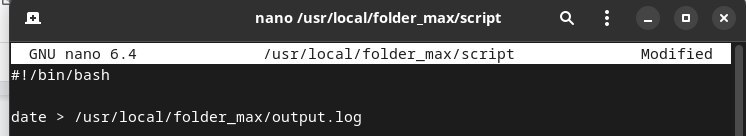 nano /usr/local/folder_max/script
GNU nano 6.4 /usr/local/folder_max/script Modified
#!/bin/bash
date > /usr/local/folder_max/output.log